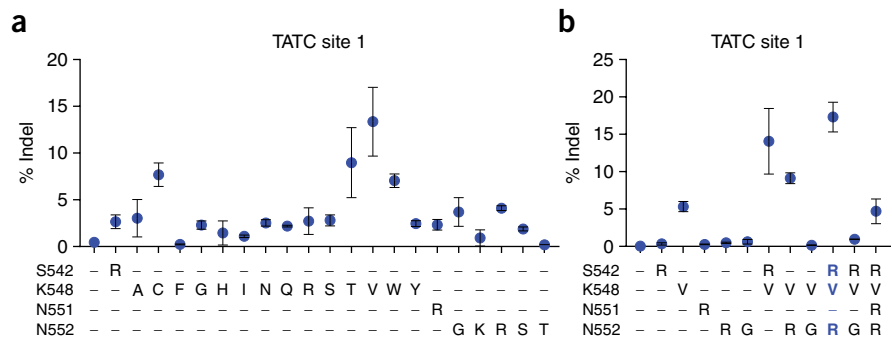 a
TATC site 1
% Indel
20
15
10
5
0
S542 – R – – – – – – – – – – – – – – – – – – – –
K548 – – A C F G H I N Q R S T V W Y – – – – – –
N551 – – – – – – – – – – – – – – – – R – – – – –
N552 – – – – – – – – – – – – – – – – – G K R S T
b
TATC site 1
% Indel
25
20
15
10
5
0
S542 – R – – – – R – – R R R
K548 – – V – – – V V V V V V
N551 – – – R – – – – – – – R
N552 – – – – R G – R G R G R